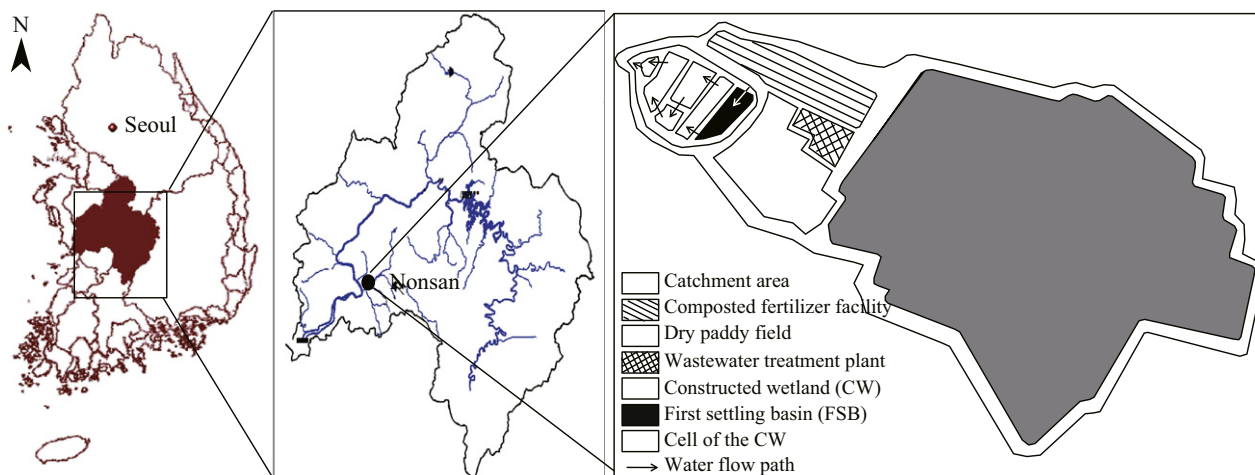 N
Seoul
Nonsan
Catchment area
Composted fertilizer facility
Dry paddy field
Wastewater treatment plant
Constructed wetland (CW)
First settling basin (FSB)
Cell of the CW
Water flow path